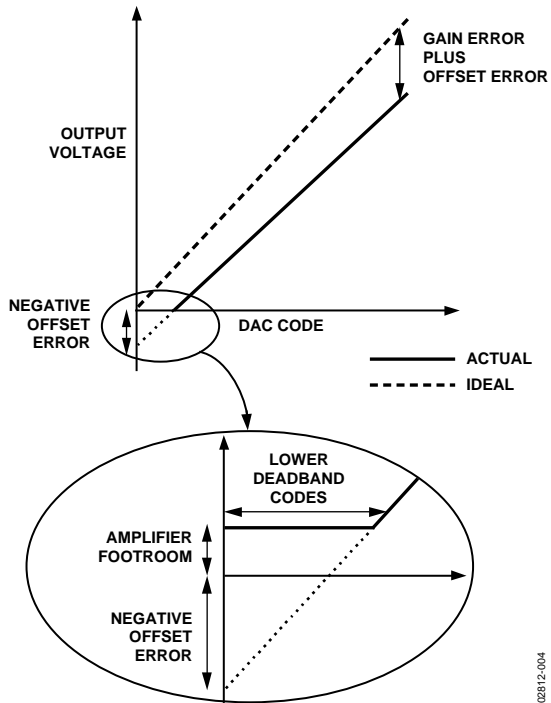 GAIN ERROR
PLUS
OFFSET ERROR
OUTPUT
VOLTAGE
NEGATIVE
OFFSET
ERROR
DAC CODE
ACTUAL
IDEAL
LOWER
DEADBAND
CODES
AMPLIFIER
FOOTROOM
NEGATIVE
OFFSET
ERROR
02812-004